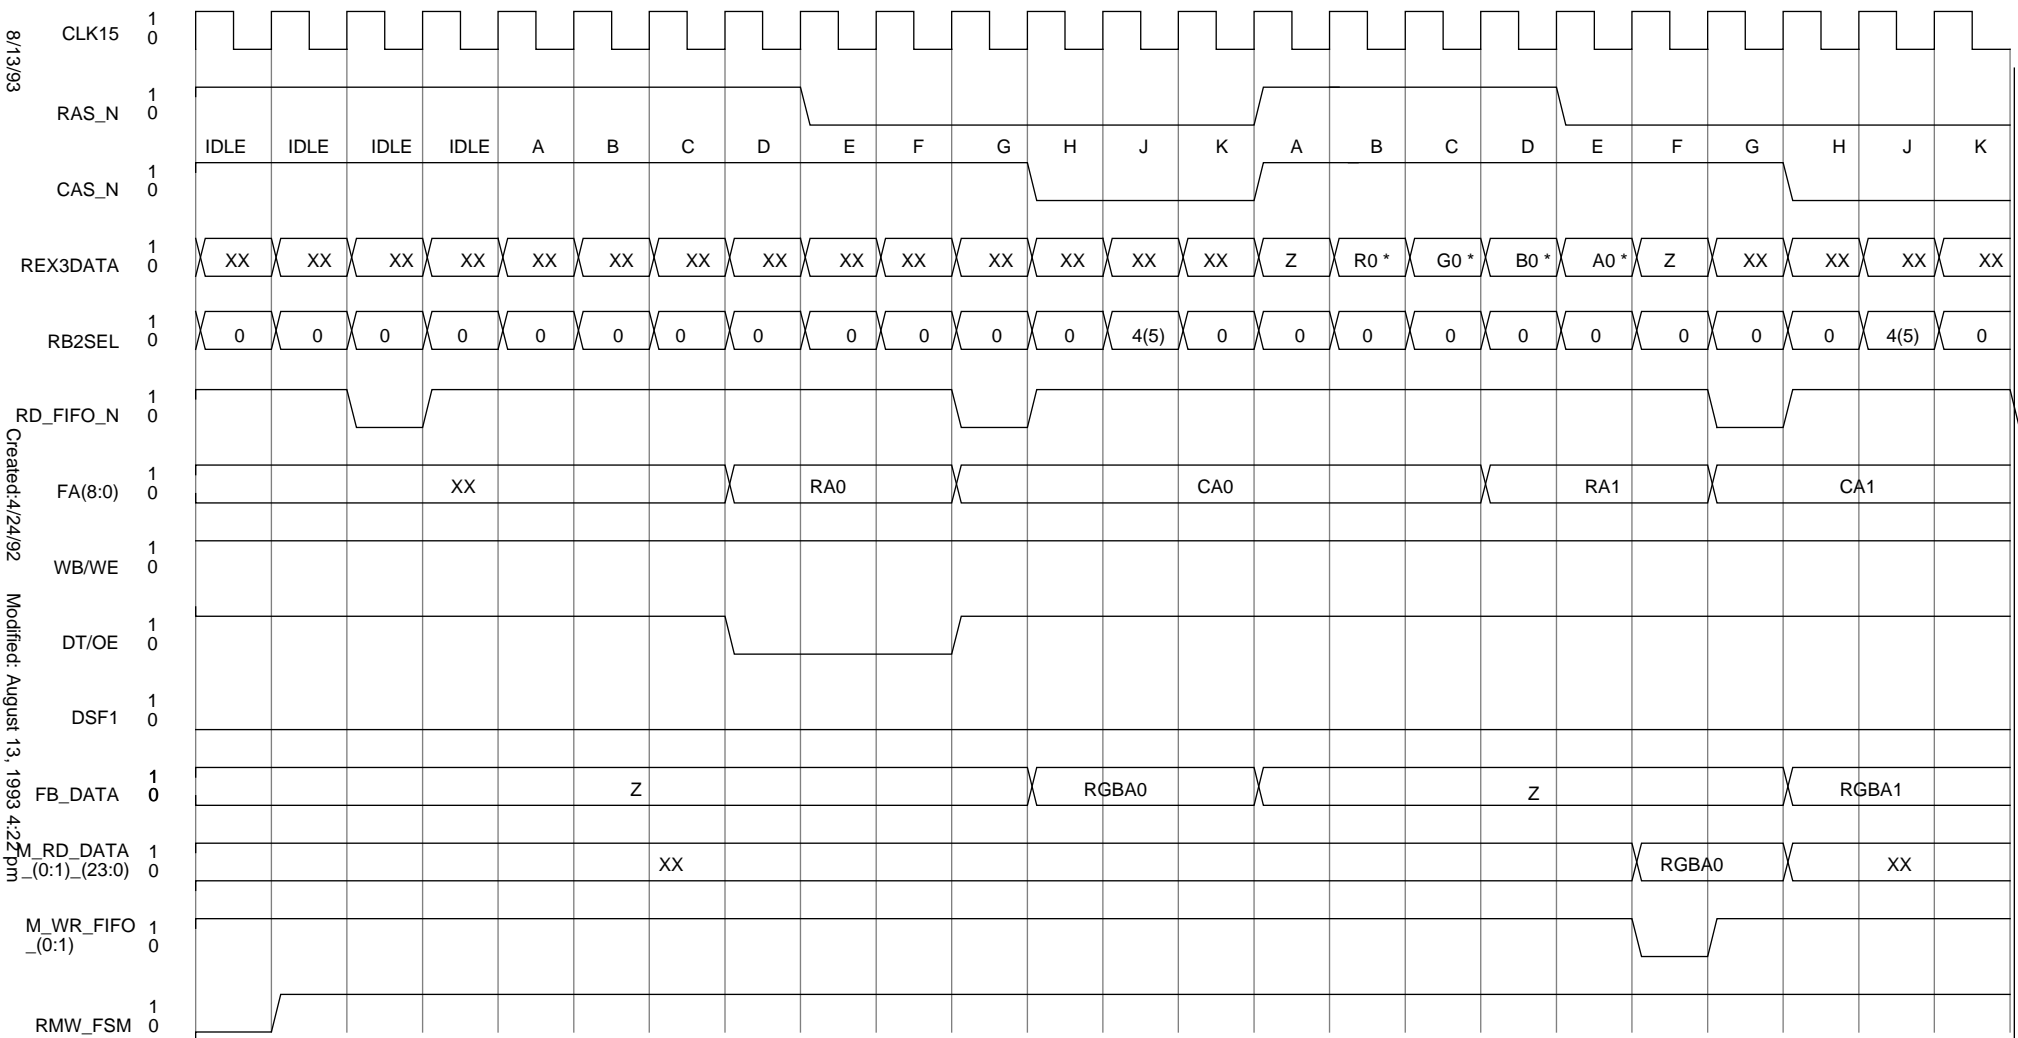 8/13/93
Created:4/24/92 Modified: August 13, 1993 4:22 pm
CLK15 1 0
RAS_N 1 0
IDLE IDLE IDLE IDLE A B C D E F G H J K A B C D E F G H J K
CAS_N 1 0
REX3DATA 1 0 XX XX XX XX XX XX XX XX XX XX XX XX XX XX Z R0 * G0 * B0 * A0 * Z XX XX XX XX
RB2SEL 1 0 0 0 0 0 0 0 0 0 0 0 0 0 4(5) 0 0 0 0 0 0 0 0 0 4(5) 0
RD_FIFO_N 1 0
FA(8:0) 1 0 XX RA0 CA0 RA1 CA1
WB/WE 1 0
DT/OE 1 0
DSF1 1 0
FB_DATA 1 0 Z RGBA0 Z RGBA1
M_RD_DATA 1
_(0:1)_(23:0) 0 XX RGBA0 XX
M_WR_FIFO 1
_(0:1) 0
RMW_FSM 1 0